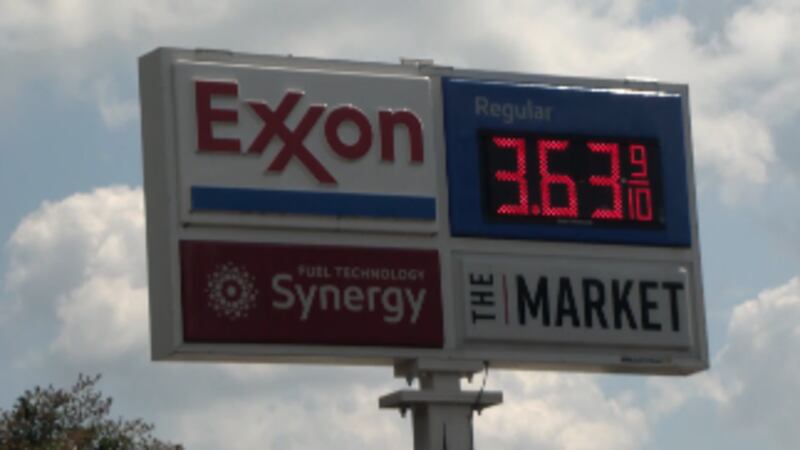 Exxon
Regular
3.63 9/10
FUEL TECHNOLOGY
Synergy
THE MARKET